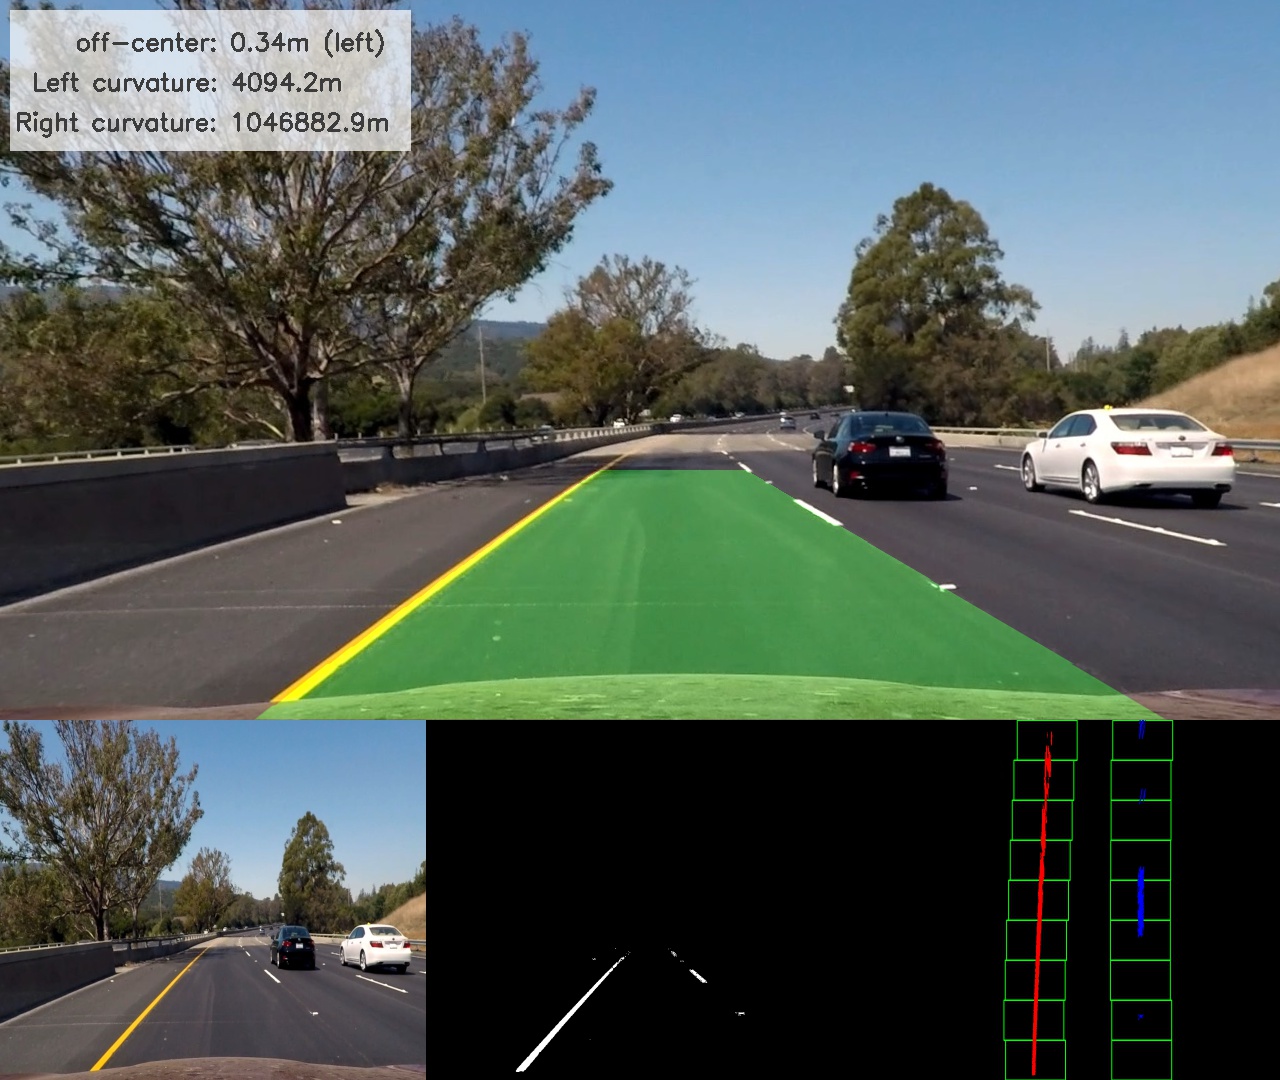 off-center: 0.34m (left)
Left curvature: 4094.2m
Right curvature: 1046882.9m